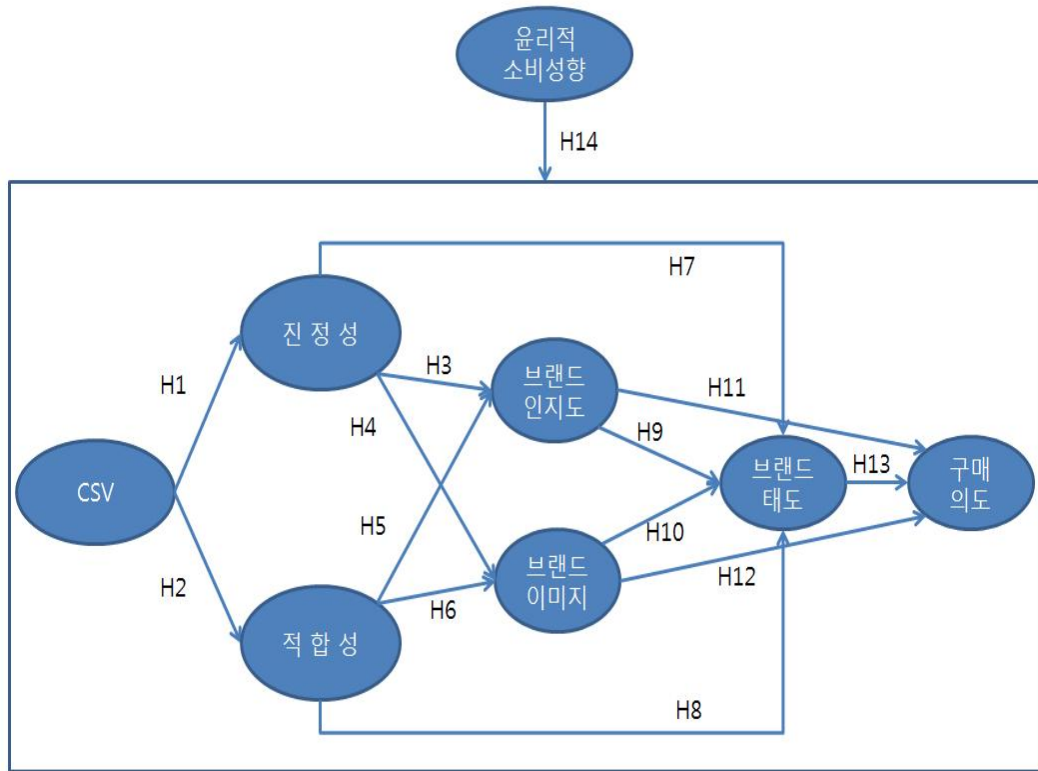 윤리적
소비성향
H14
H7
진 정 성
H3
브랜드
인지도
H11
H1
H4
H9
브랜드
태도
H13
구매
의도
CSV
H5
H10
H2
브랜드
이미지
H12
H6
적 합 성
H8